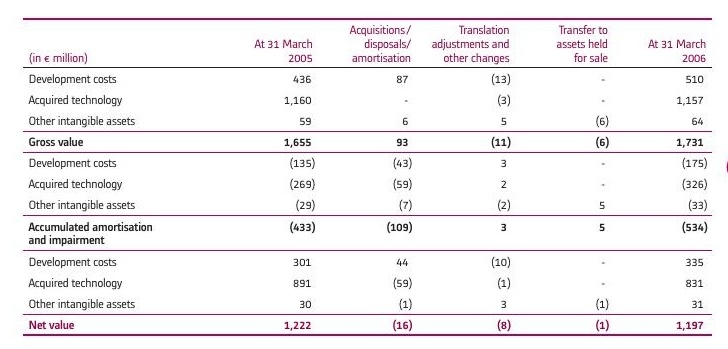 (in € million) At 31 March 2005 Acquisitions/ disposals/ amortisation Translation adjustments and other changes Transfer to assets held for sale At 31 March 2006
Development costs 436 87 (13) - 510
Acquired technology 1,160 - (3) - 1,157
Other intangible assets 59 6 5 (6) 64
Gross value 1,655 93 (11) (6) 1,731
Development costs (135) (43) 3 - (175)
Acquired technology (269) (59) 2 - (326)
Other intangible assets (29) (7) (2) 5 (33)
Accumulated amortisation and impairment (433) (109) 3 5 (534)
Development costs 301 44 (10) - 335
Acquired technology 891 (59) (1) - 831
Other intangible assets 30 (1) 3 (1) 31
Net value 1,222 (16) (8) (1) 1,197